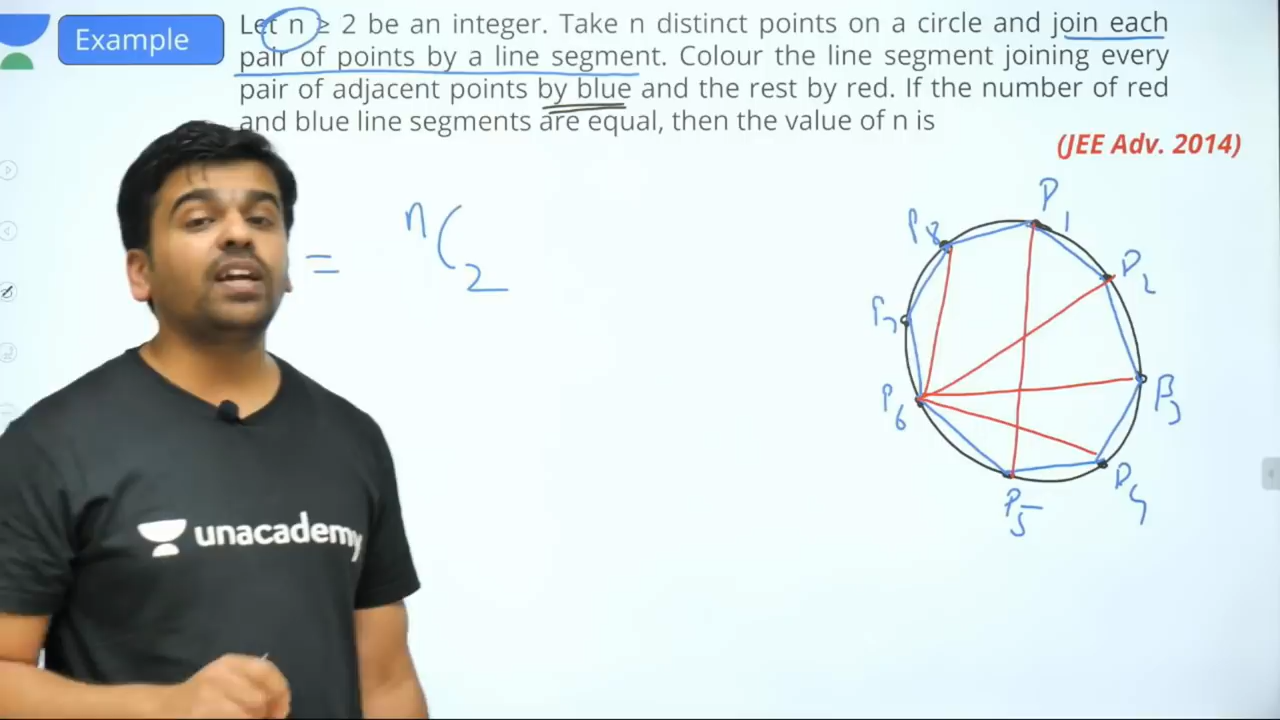 Example
Let n ≥ 2 be an integer. Take n distinct points on a circle and join each
pair of points by a line segment. Colour the line segment joining every
pair of adjacent points by blue and the rest by red. If the number of red
and blue line segments are equal, then the value of n is
(JEE Adv. 2014)
= nC2
P1
P8
P2
P7
P3
P6
P4
P5
unacademy